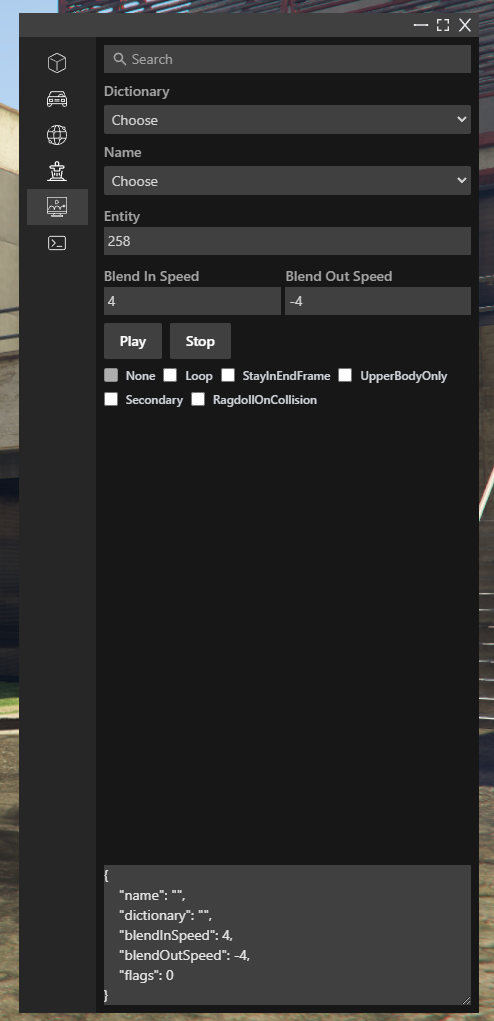 Search
Dictionary
Choose
Name
Choose
Entity
258
Blend In Speed Blend Out Speed
4 -4
Play Stop
None Loop StayInEndFrame UpperBodyOnly
Secondary RagdollOnCollision
{
"name": "",
"dictionary": "",
"blendInSpeed": 4,
"blendOutSpeed": -4,
"flags": 0
}